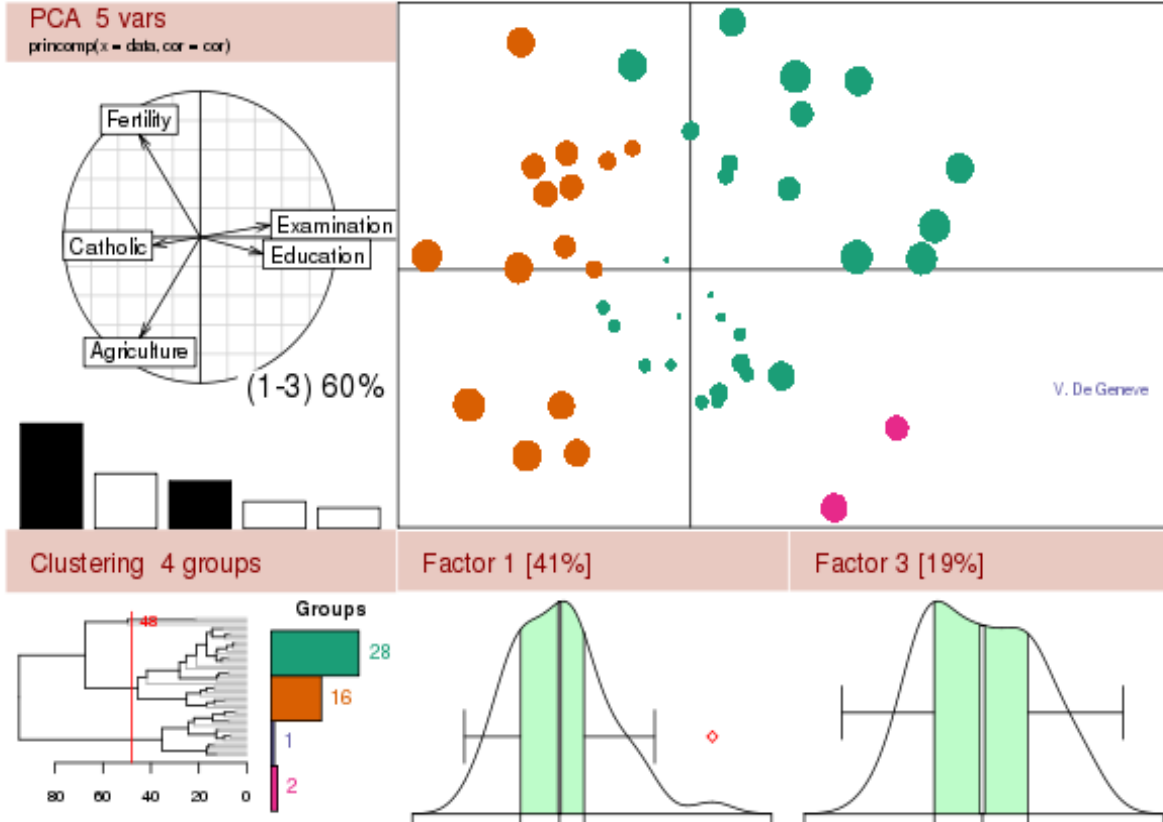 PCA 5 vars
princomp(x = data, cor = cor)
Fertility
Examination
Catholic
Education
Agriculture
(1-3) 60%
V. De Geneve
Clustering 4 groups
Factor 1 [41%]
Factor 3 [19%]
Groups
48
28
16
1
2
80 60 40 20 0